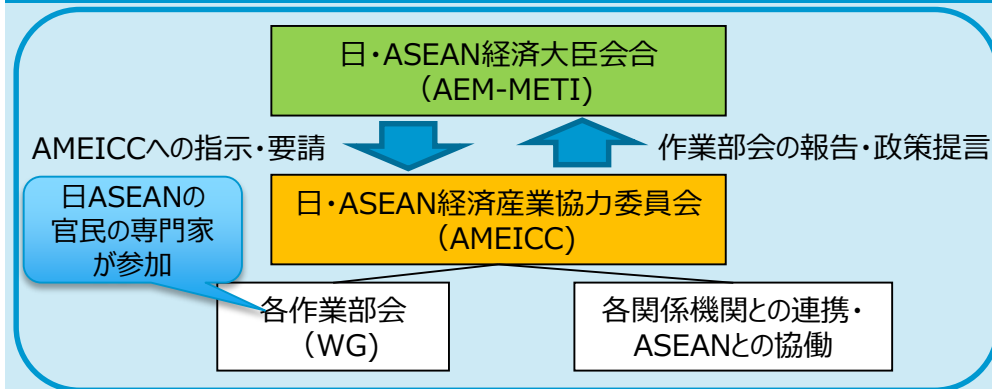 日・ASEAN経済大臣会合
（AEM-METI）
AMEICCへの指示・要請
作業部会の報告・政策提言
日ASEANの
官民の専門家
が参加
日・ASEAN経済産業協力委員会
（AMEICC）
各作業部会
（WG）
各関係機関との連携・
ASEANとの協働